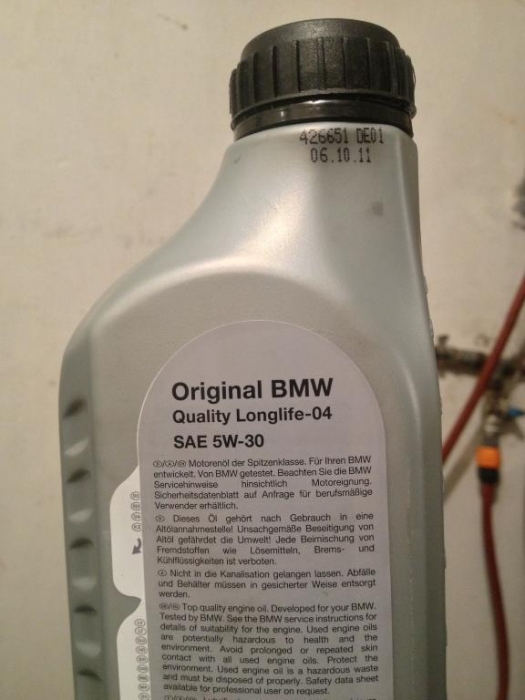 426651 DE01
06.10.11
Original BMW
Quality Longlife-04
SAE 5W-30
Motorenöl der Spitzenklasse. Für Ihren BMW
entwickelt. Von BMW getestet. Beachten Sie die BMW
Servicehinweise hinsichtlich Motoreignung.
Sicherheitsdatenblatt auf Anfrage für berufsmäßige
Verwender erhältlich.
Dieses Öl gehört nach Gebrauch in eine
Altölannahmestelle! Unsachgemäße Beseitigung von
Altöl gefährdet die Umwelt! Jede Beimischung von
Fremdstoffen wie Lösemitteln, Brems- und
Kühlflüssigkeiten ist verboten.
Nicht in die Kanalisation gelangen lassen. Abfälle
und Behälter müssen in gesicherter Weise entsorgt
werden.
Top quality engine oil. Developed for your BMW.
Tested by BMW. See the BMW service instructions for
details of suitability for the engine. Used engine oils
are potentially hazardous to health and the
environment. Avoid prolonged or repeated skin
contact with all used engine oils. Protect the
environment. Used engine oil is a hazardous waste
and must be disposed of properly. Safety data sheet
available for professional user on request.